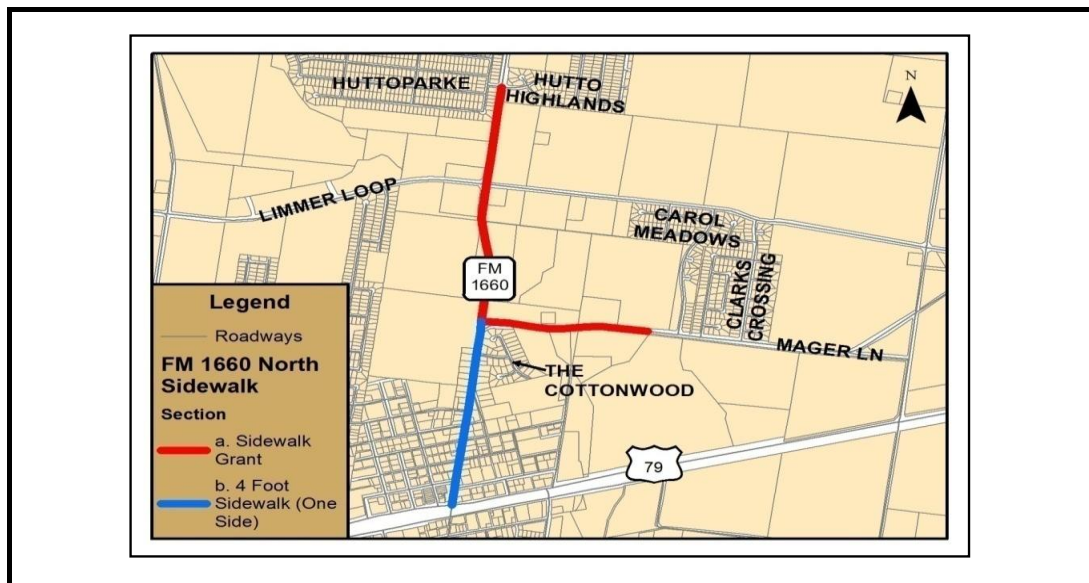 HUTTOPARKE
HUTTO
HIGHLANDS
N
LIMMER LOOP
CAROL
MEADOWS
FM
1660
CLARKS
CROSSING
MAGER LN
THE
COTTONWOOD
79
Legend
Roadways
FM 1660 North
Sidewalk
Section
a. Sidewalk
Grant
b. 4 Foot
Sidewalk (One
Side)